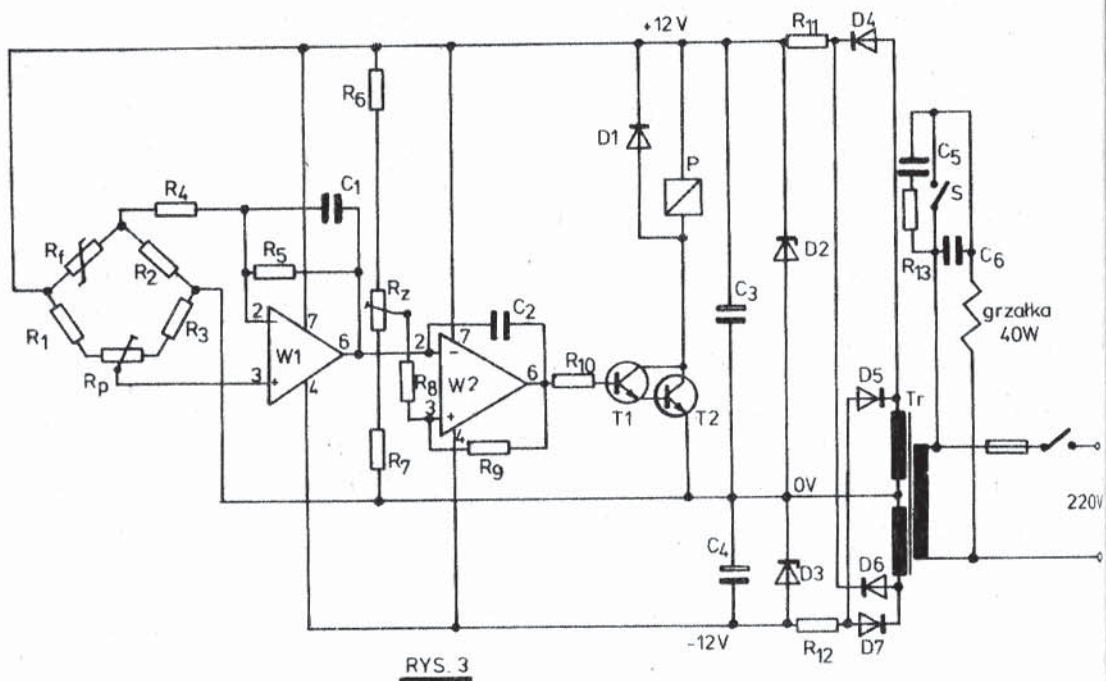 +12 V
R11
D4
R6
D1
P
C5
S
R13
C6
R4
C1
Rf
R2
R5
R1
R3
Rp
2
-
3
+
W1
7
6
4
Rz
R8
R7
2
-
3
+
W2
7
6
4
C2
R9
R10
T1
T2
C3
D2
grzałka
40W
D5
Tr
0V
220V
C4
D3
D6
-12V
R12
D7
RYS. 3